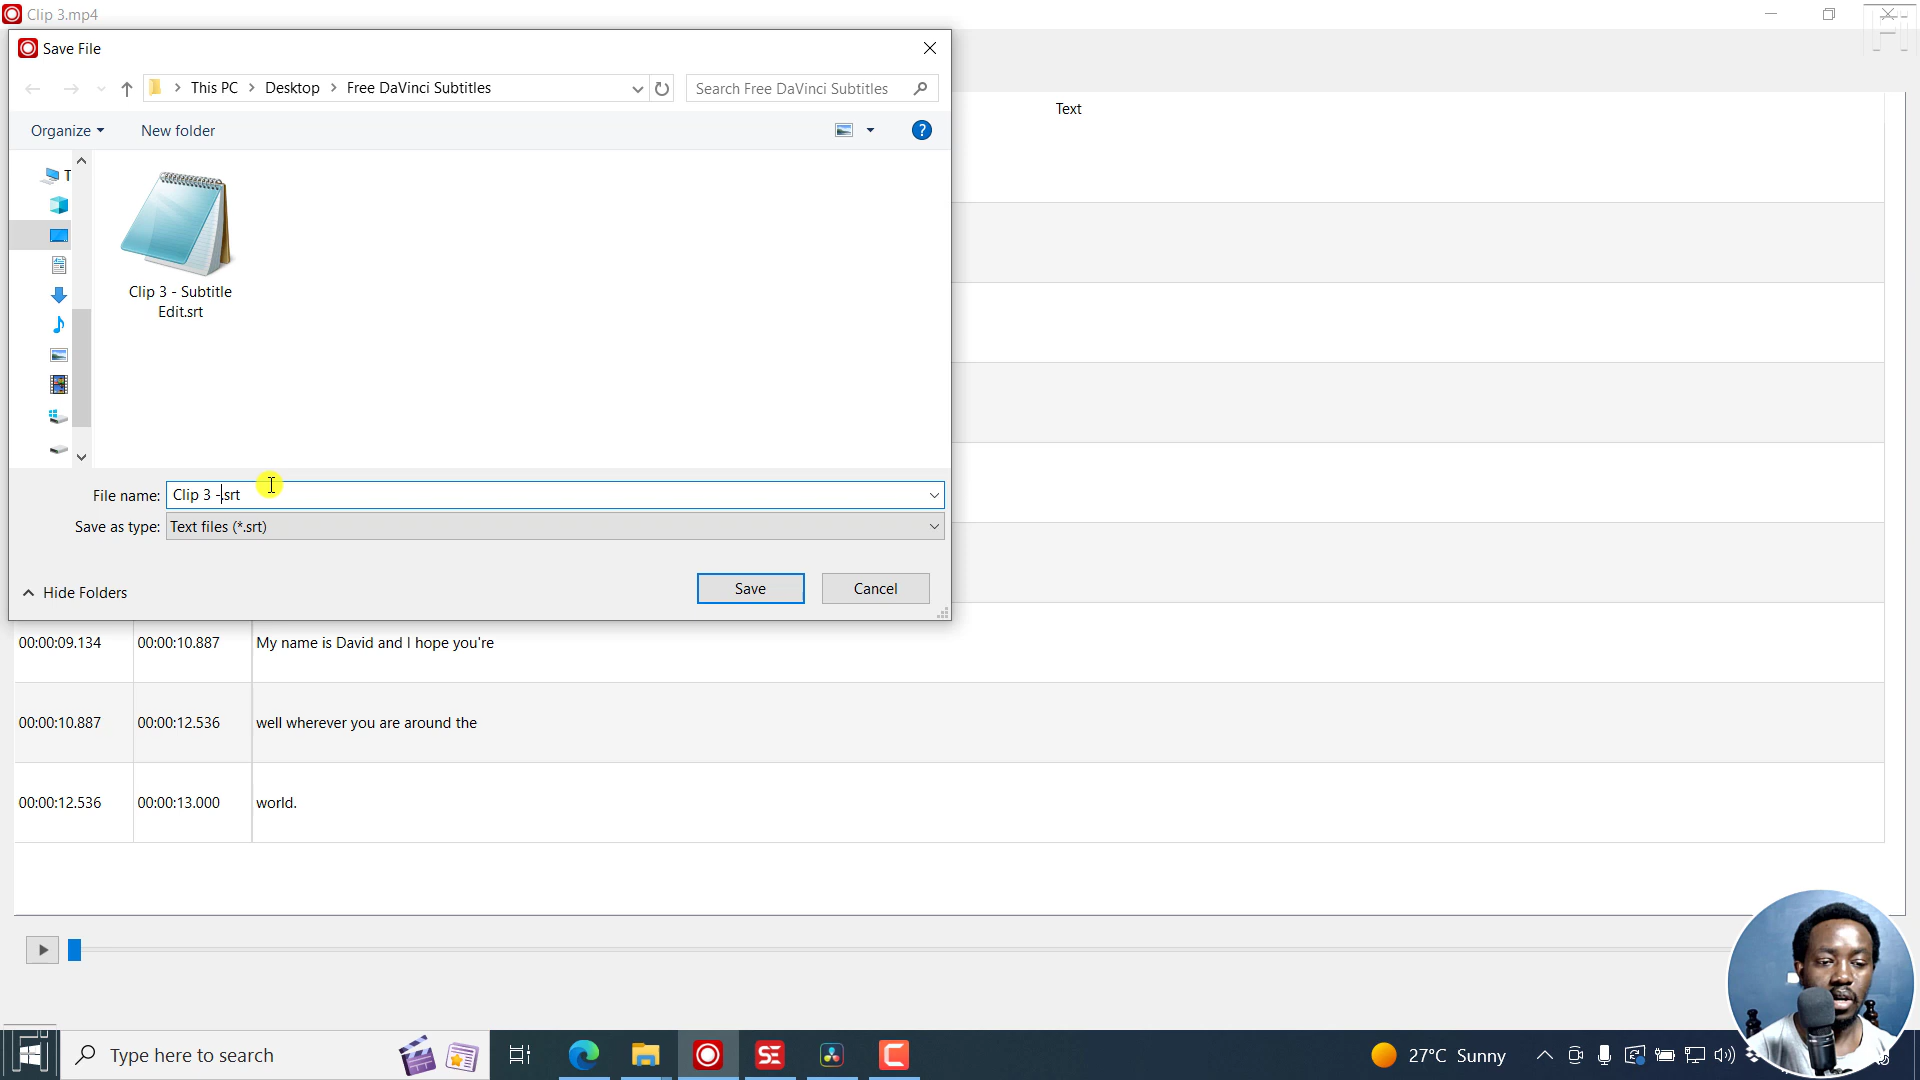 Clip 3.mp4
Save File
This PC
Desktop
Free DaVinci Subtitles
Search Free DaVinci Subtitles
Organize
New folder
?
T
Clip 3 - Subtitle
Edit.srt
File name:
Clip 3 -.srt
Save as type:
Text files (*.srt)
Hide Folders
Save
Cancel
Text
00:00:09.134
00:00:10.887
My name is David and I hope you're
00:00:10.887
00:00:12.536
well wherever you are around the
00:00:12.536
00:00:13.000
world.
Type here to search
SE
27°C Sunny